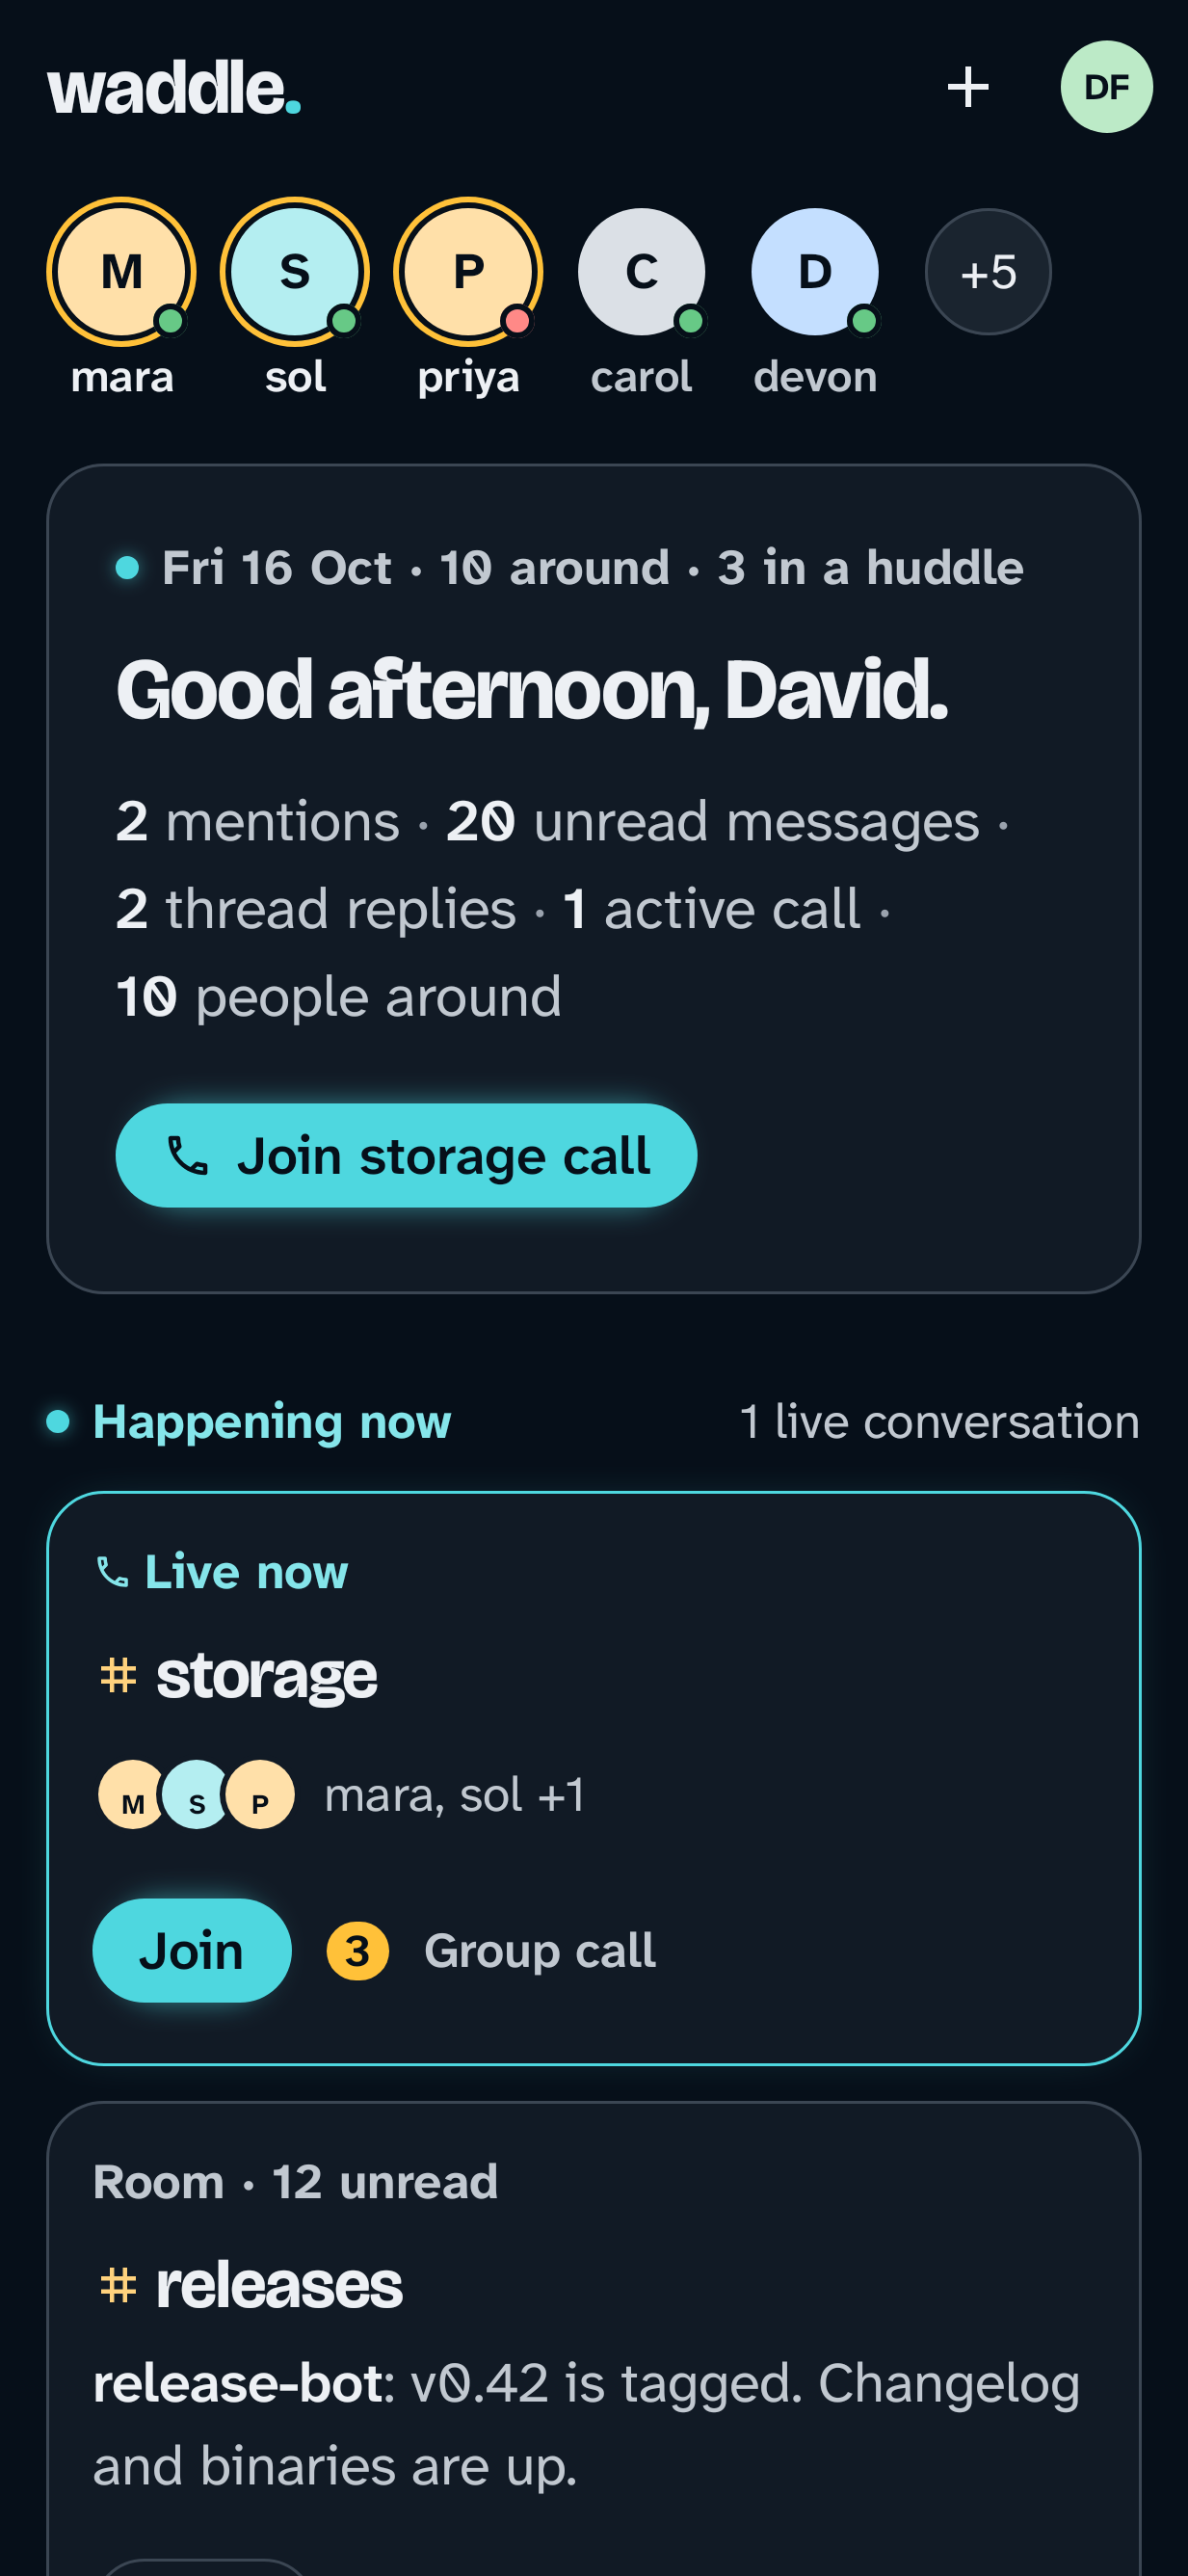 waddle.
DF
M S P C D +5
mara sol priya carol devon
Fri 16 Oct · 10 around · 3 in a huddle
Good afternoon, David.
2 mentions · 20 unread messages ·
2 thread replies · 1 active call ·
10 people around
Join storage call
Happening now 1 live conversation
Live now
# storage
M S P mara, sol +1
Join 3 Group call
Room · 12 unread
# releases
release-bot: v0.42 is tagged. Changelog
and binaries are up.